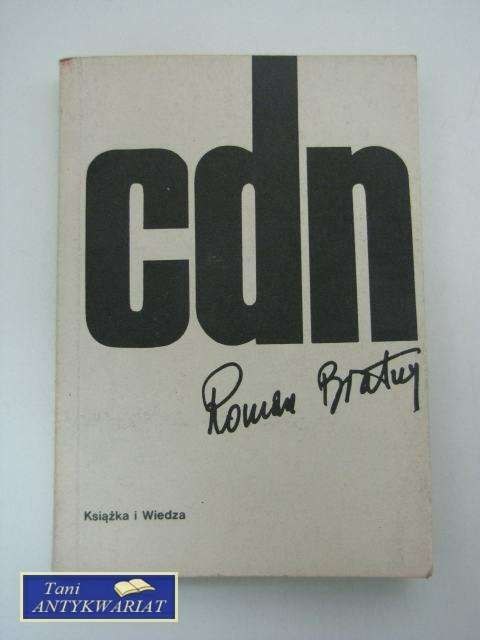 cdn
Roman Bratny
Książka i Wiedza
Tani
ANTYKWARIAT